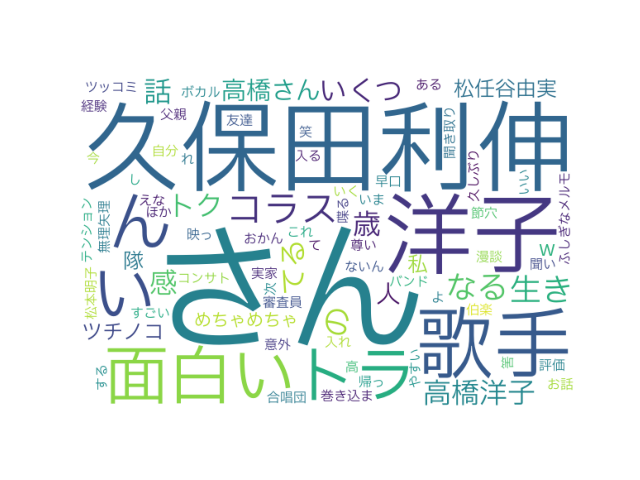 ツッコミ
ボカル
高橋さん
いくつ
ある
松任谷由実
話
経験
父親
友達
笑
聞き取り
久保田利伸
今
自分
れ
入る
早口
久しぶり
いい
ふしぎなメルモ
テンション
無理矢理
えな
ほか
ん
トク
コラス
いく
いま
喋る
歳
尊い
洋子
節穴
隊
映っ
おかん
これ
て
私
w
聞い
漫談
松本明子
い
感
コンサト
実家
次
てる
ないん
人
バンド
よ
なる
生き
すごい
審査員
さん
の
伯楽
ツチノコ
めちゃめちゃ
入れ
歌手
意外
面白い
トラ
高
やすい
評価
する
合唱団
帰っ
巻き込ま
高橋洋子
お話
し